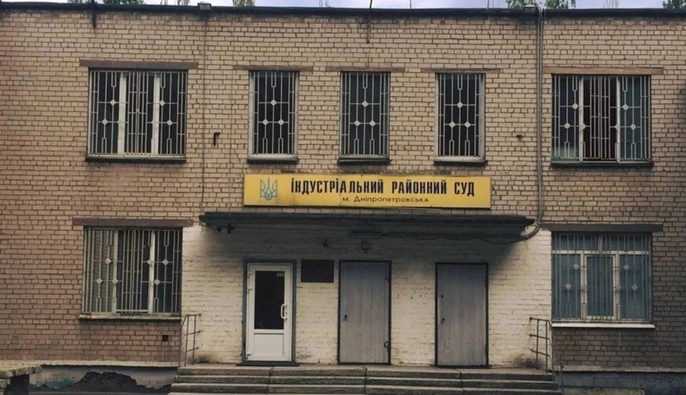 ІНДУСТРІАЛЬНИЙ РАЙОННИЙ СУД
м. Дніпропетровська